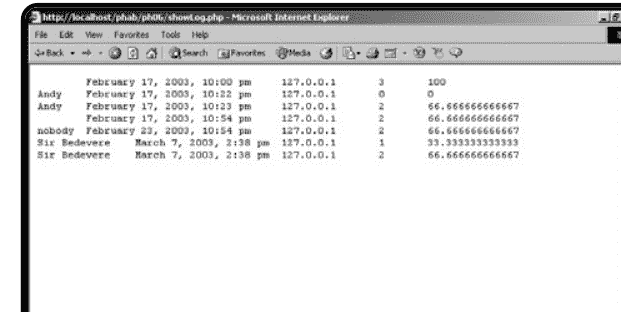 http://localhost/phab/ph06/showLog.php - Microsoft Internet Explorer
File Edit View Favorites Tools Help
Back Search Favorites Media
February 17, 2003, 10:00 pm 127.0.0.1 3 100
Andy February 17, 2003, 10:22 pm 127.0.0.1 0 0
Andy February 17, 2003, 10:23 pm 127.0.0.1 2 66.666666666667
February 17, 2003, 10:54 pm 127.0.0.1 2 66.666666666667
nobody February 23, 2003, 10:54 pm 127.0.0.1 2 66.666666666667
Sir Bedevere March 7, 2003, 2:38 pm 127.0.0.1 1 33.333333333333
Sir Bedevere March 7, 2003, 2:38 pm 127.0.0.1 2 66.666666666667